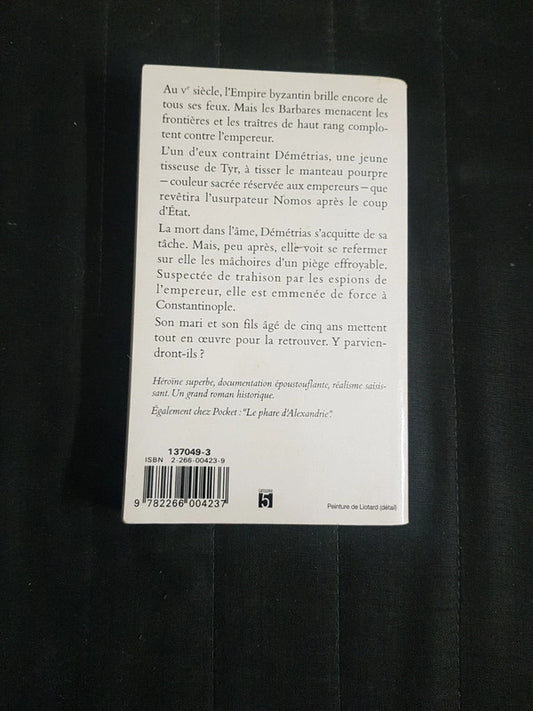 Au Vᵉ siècle, l'Empire byzantin brille encore de
tous ses feux. Mais les Barbares menacent les
frontières et les traîtres de haut rang complo-
tent contre l'empereur.
L'un d'eux contraint Démétrias, une jeune
tisseuse de Tyr, à tisser le manteau pourpre
–couleur sacrée réservée aux empereurs–que
revêtira l'usurpateur Nomos après le coup
d'État.
La mort dans l'âme, Démétrias s'acquitte de sa
tâche. Mais, peu après, elle voit se refermer
sur elle les mâchoires d'un piège effroyable.
Suspectée de trahison par les espions de
l'empereur, elle est emmenée de force à
Constantinople.
Son mari et son fils âgé de cinq ans mettent
tout en œuvre pour la retrouver. Y parvien-
dront-ils ?
Héroïne superbe, documentation époustouflante, réalisme saisis-
sant. Un grand roman historique.
Également chez Pocket : "Le phare d'Alexandrie".
137049-3
ISBN 2-266-00423-9
9 782266 004237
5
Peinture de Liotard (détail)